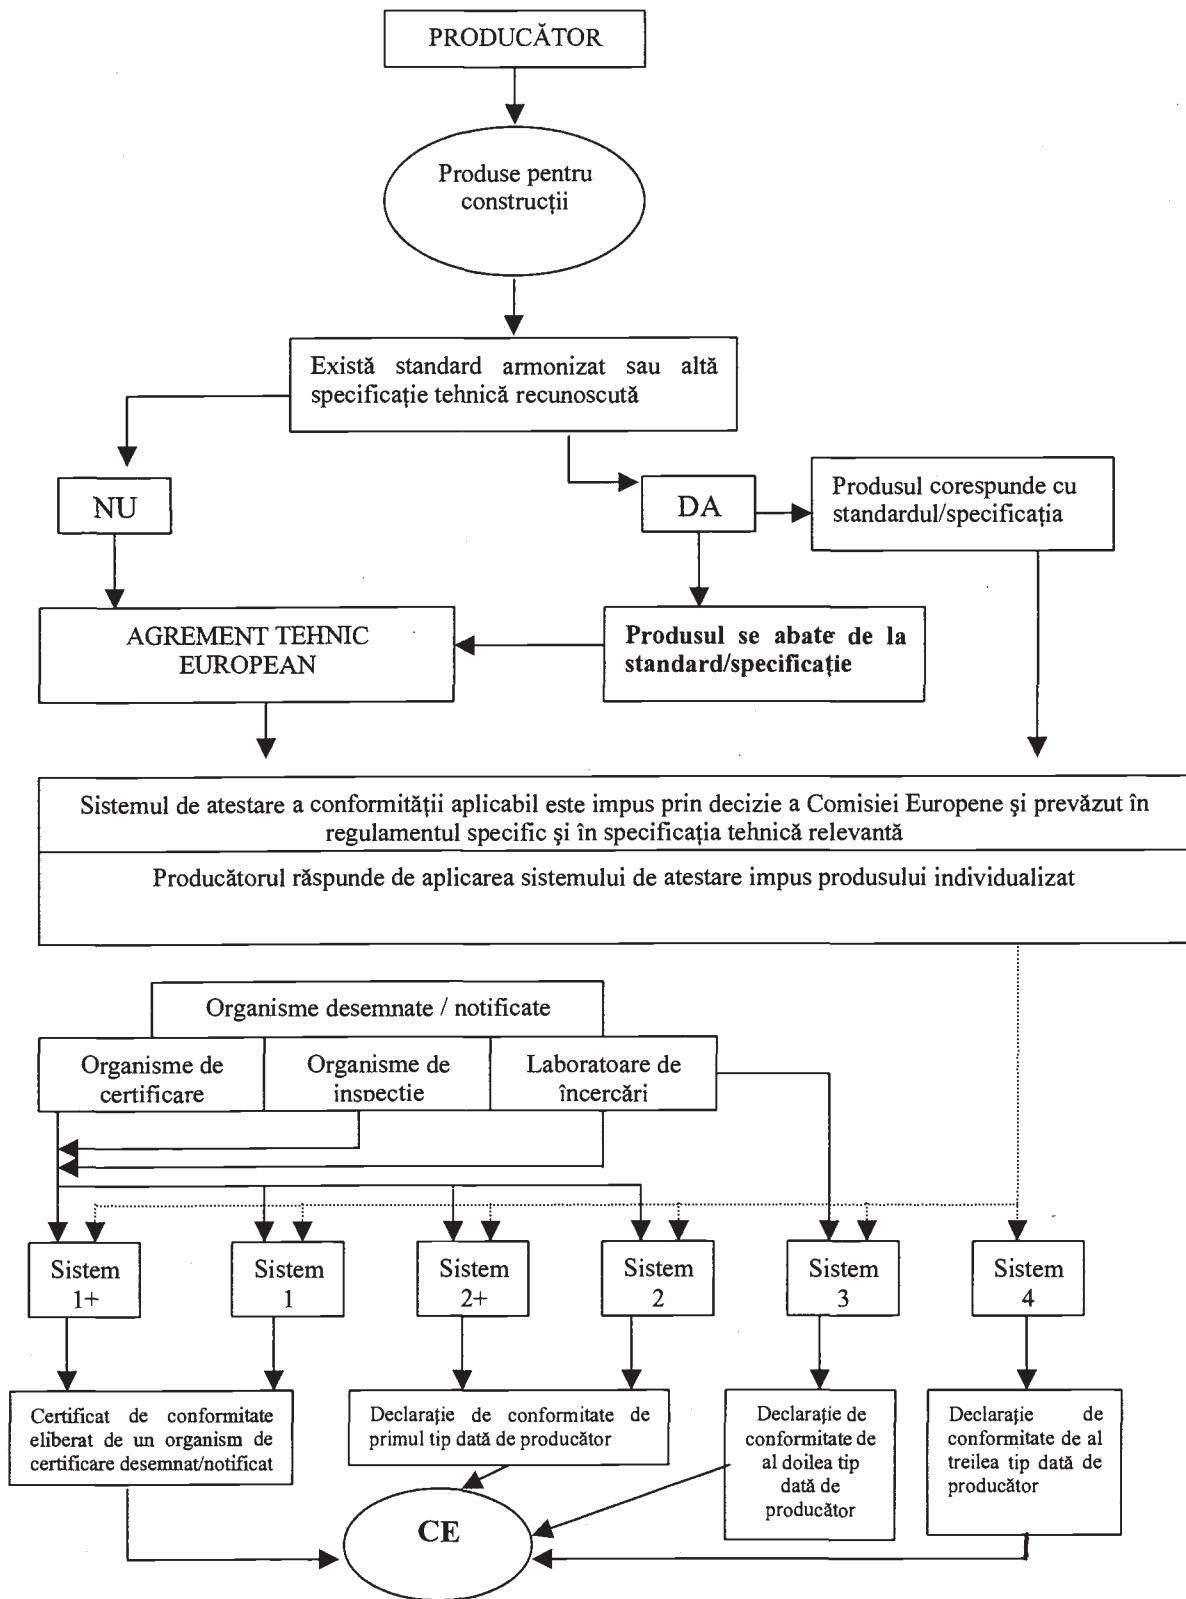 PRODUCĂTOR
Produse pentru
construcții
Există standard armonizat sau altă
specificație tehnică recunoscută
NU
DA
Produsul corespunde cu
standardul/specificația
AGREMENT TEHNIC
EUROPEAN
Produsul se abate de la
standard/specificație
Sistemul de atestare a conformității aplicabil este impus prin decizie a Comisiei Europene și prevăzut în
regulamentul specific și în specificația tehnică relevantă
Producătorul răspunde de aplicarea sistemului de atestare impus produsului individualizat
Organisme desemnate / notificate
Organisme de
certificare
Organisme de
inspectie
Laboratoare de
încercări
Sistem
1+
Sistem
1
Sistem
2+
Sistem
2
Sistem
3
Sistem
4
Certificat de conformitate
eliberat de un organism de
certificare desemnat/notificat
Declarație de conformitate de
primul tip dată de producător
Declarație de
conformitate de
al doilea tip
dată de
producător
Declarație de
conformitate de al
treilea tip dată de
producător
CE